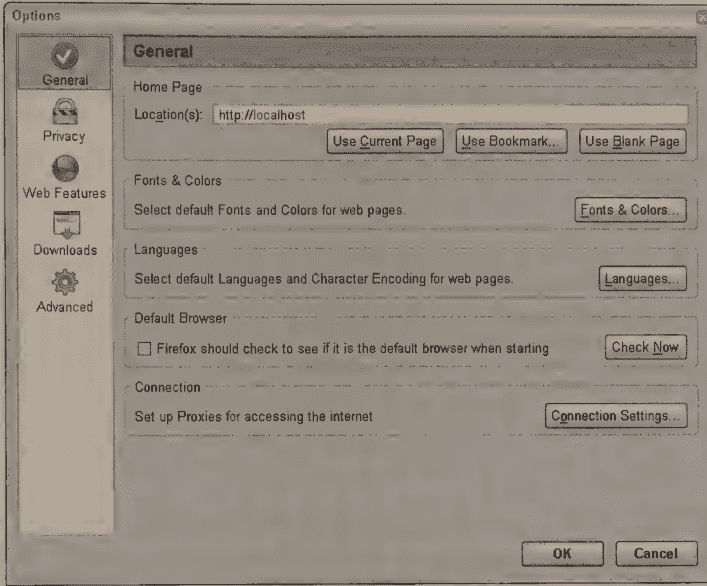 Options
General
Privacy
Web Features
Downloads
Advanced
General
Home Page
Location(s): http://localhost
Use Current Page Use Bookmark... Use Blank Page
Fonts & Colors
Select default Fonts and Colors for web pages. Fonts & Colors...
Languages
Select default Languages and Character Encoding for web pages. Languages...
Default Browser
Firefox should check to see if it is the default browser when starting Check Now
Connection
Set up Proxies for accessing the internet Connection Settings...
OK Cancel